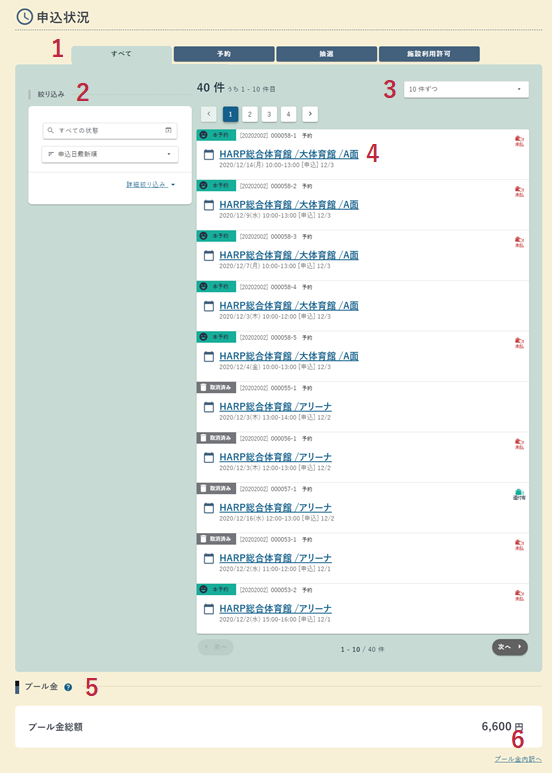 申込状況
1
すべて
予約
抽選
施設利用許可
絞り込み
2
すべての状態
申込日最新順
詳細絞り込み
40 件 うち 1 - 10 件目
3
10 件ずつ
1 2 3 4
本予約 [20202002] 000058-1 予約
未払
HARP総合体育館 /大体育館 /A面
4
2020/12/14(月) 10:00-13:00 [申込] 12/3
本予約 [20202002] 000058-2 予約
未払
HARP総合体育館 /大体育館 /A面
2020/12/9(水) 10:00-13:00 [申込] 12/3
本予約 [20202002] 000058-3 予約
未払
HARP総合体育館 /大体育館 /A面
2020/12/7(月) 10:00-13:00 [申込] 12/3
本予約 [20202002] 000058-4 予約
HARP総合体育館 /大体育館 /A面
2020/12/3(木) 10:00-12:00 [申込] 12/3
本予約 [20202002] 000058-5 予約
未払
HARP総合体育館 /大体育館 /A面
2020/12/4(金) 10:00-13:00 [申込] 12/3
取消済み [20202002] 000055-1 予約
HARP総合体育館 /アリーナ
2020/12/3(木) 13:00-14:00 [申込] 12/2
取消済み [20202002] 000056-1 予約
未払
HARP総合体育館 /アリーナ
2020/12/3(木) 12:00-13:00 [申込] 12/2
取消済み [20202002] 000057-1 予約
還付有
HARP総合体育館 /アリーナ
2020/12/16(水) 12:00-13:00 [申込] 12/2
取消済み [20202002] 000053-1 予約
未払
HARP総合体育館 /アリーナ
2020/12/2(水) 11:00-12:00 [申込] 12/1
本予約 [20202002] 000053-2 予約
未払
HARP総合体育館 /アリーナ
2020/12/2(水) 15:00-16:00 [申込] 12/1
前へ
1 - 10 / 40 件
次へ
プール金 ?
5
プール金総額
6,600 円
6
プール金内訳へ